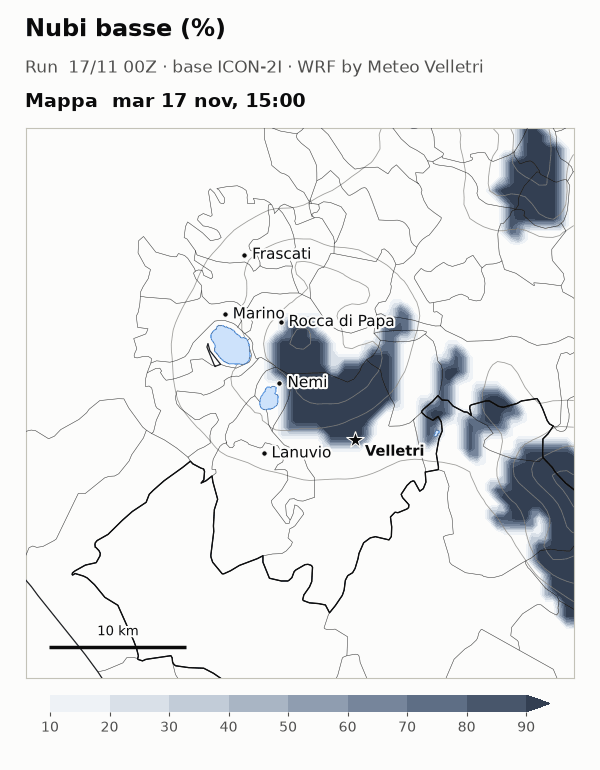 Nubi basse (%)
Run  17/11 00Z · base ICON-2I · WRF by Meteo Velletri
Mappa  mar 17 nov, 15:00
Frascati
Marino
Rocca di Papa
Nemi
Velletri
Lanuvio
10 km
10 20 30 40 50 60 70 80 90